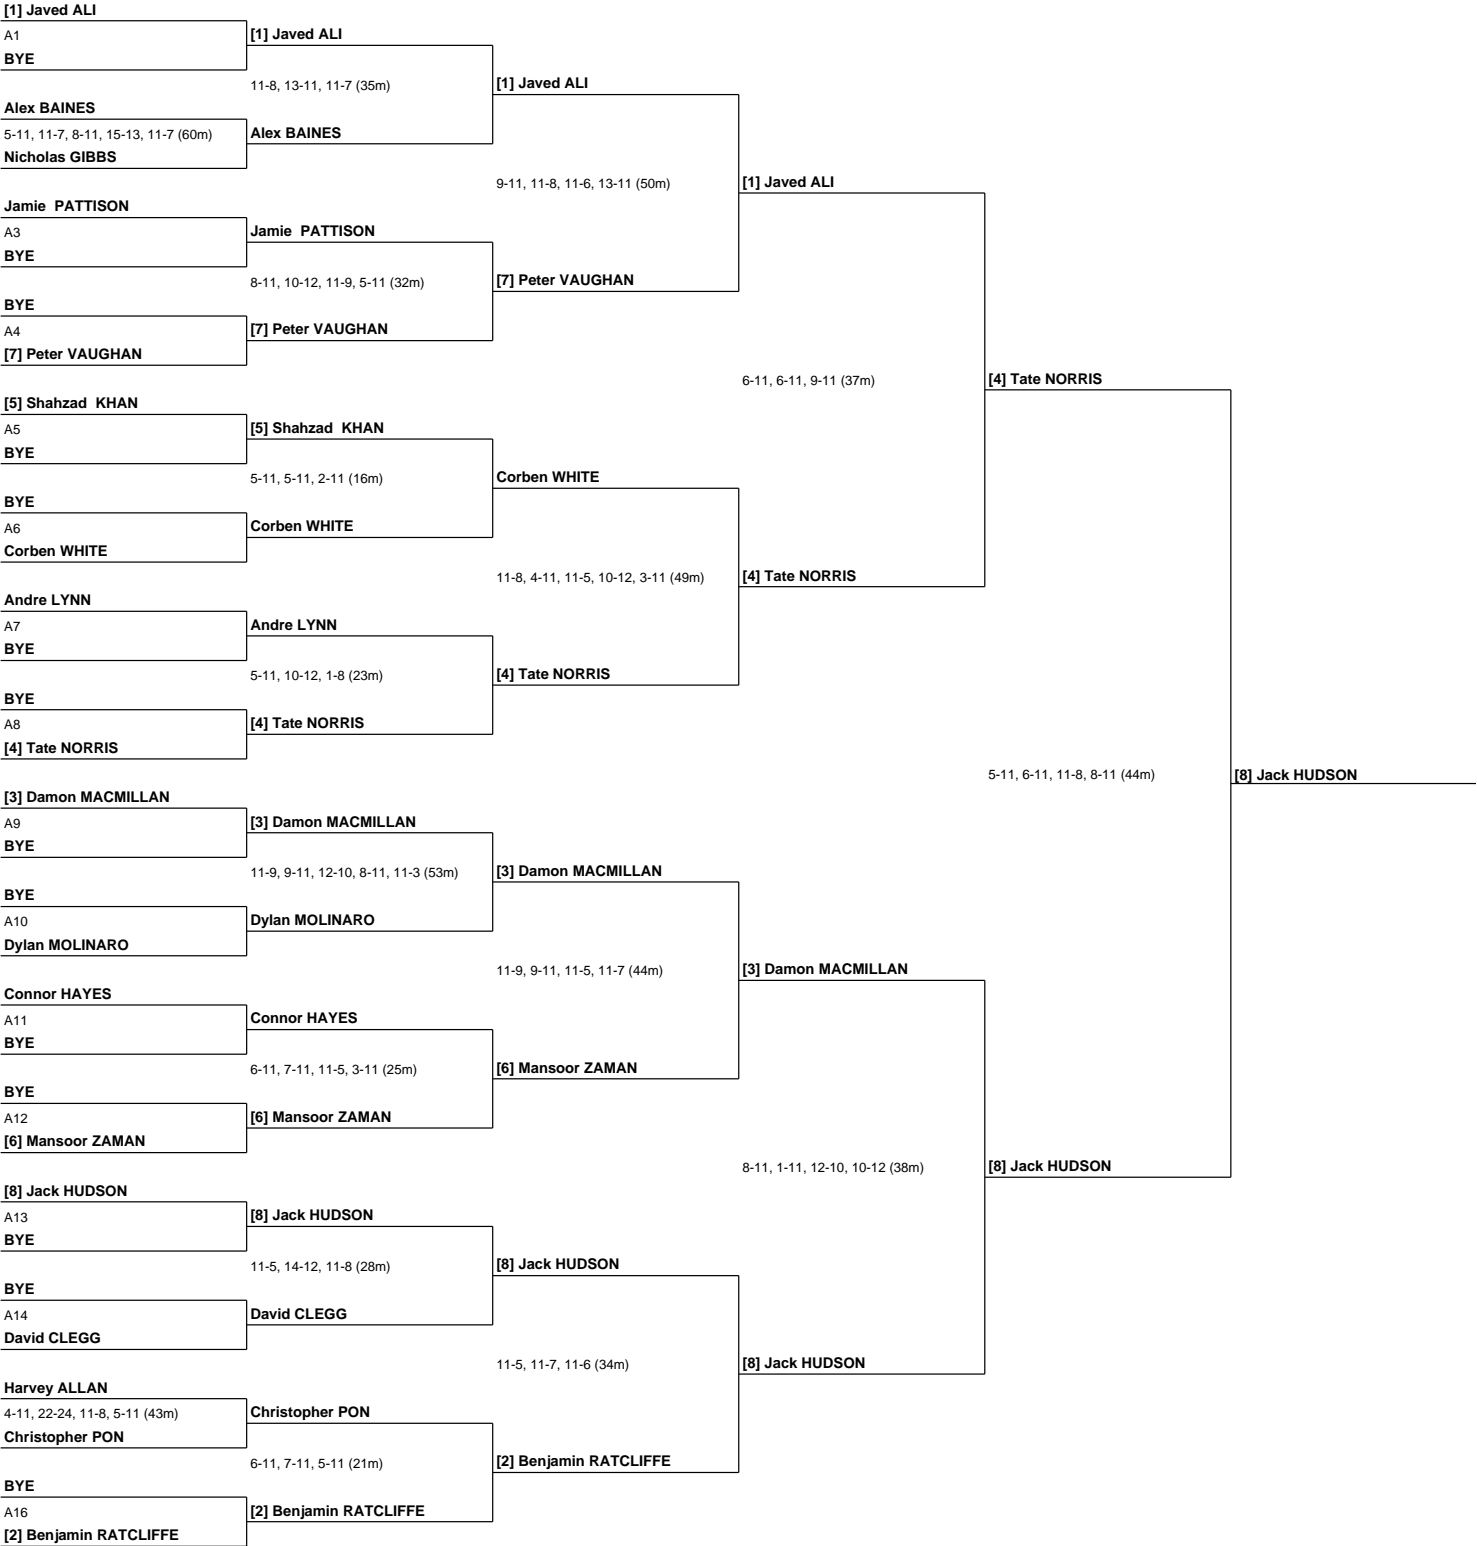 [1] Javed ALI
A1
BYE
Alex BAINES
5-11, 11-7, 8-11, 15-13, 11-7 (60m)
Nicholas GIBBS
Jamie  PATTISON
A3
BYE
BYE
A4
[7] Peter VAUGHAN
[5] Shahzad  KHAN
A5
BYE
BYE
A6
Corben WHITE
Andre LYNN
A7
BYE
BYE
A8
[4] Tate NORRIS
[3] Damon MACMILLAN
A9
BYE
BYE
A10
Dylan MOLINARO
Connor HAYES
A11
BYE
BYE
A12
[6] Mansoor ZAMAN
[8] Jack HUDSON
A13
BYE
BYE
A14
David CLEGG
Harvey ALLAN
4-11, 22-24, 11-8, 5-11 (43m)
Christopher PON
BYE
A16
[2] Benjamin RATCLIFFE
[1] Javed ALI
11-8, 13-11, 11-7 (35m)
Alex BAINES
Jamie  PATTISON
8-11, 10-12, 11-9, 5-11 (32m)
[7] Peter VAUGHAN
[5] Shahzad  KHAN
5-11, 5-11, 2-11 (16m)
Corben WHITE
Andre LYNN
5-11, 10-12, 1-8 (23m)
[4] Tate NORRIS
[3] Damon MACMILLAN
11-9, 9-11, 12-10, 8-11, 11-3 (53m)
Dylan MOLINARO
Connor HAYES
6-11, 7-11, 11-5, 3-11 (25m)
[6] Mansoor ZAMAN
[8] Jack HUDSON
11-5, 14-12, 11-8 (28m)
David CLEGG
Christopher PON
6-11, 7-11, 5-11 (21m)
[2] Benjamin RATCLIFFE
[1] Javed ALI
9-11, 11-8, 11-6, 13-11 (50m)
[7] Peter VAUGHAN
Corben WHITE
11-8, 4-11, 11-5, 10-12, 3-11 (49m)
[4] Tate NORRIS
[3] Damon MACMILLAN
11-9, 9-11, 11-5, 11-7 (44m)
[6] Mansoor ZAMAN
[8] Jack HUDSON
11-5, 11-7, 11-6 (34m)
[2] Benjamin RATCLIFFE
[1] Javed ALI
6-11, 6-11, 9-11 (37m)
[4] Tate NORRIS
[3] Damon MACMILLAN
8-11, 1-11, 12-10, 10-12 (38m)
[8] Jack HUDSON
[4] Tate NORRIS
5-11, 6-11, 11-8, 8-11 (44m)
[8] Jack HUDSON
[8] Jack HUDSON